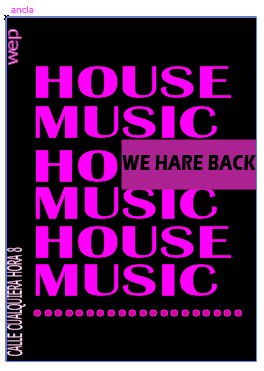 ancla
wep
HOUSE
MUSIC
HO
WE HARE BACK
MUSIC
HOUSE
MUSIC
CALLE CUALQUIERA HORA 8